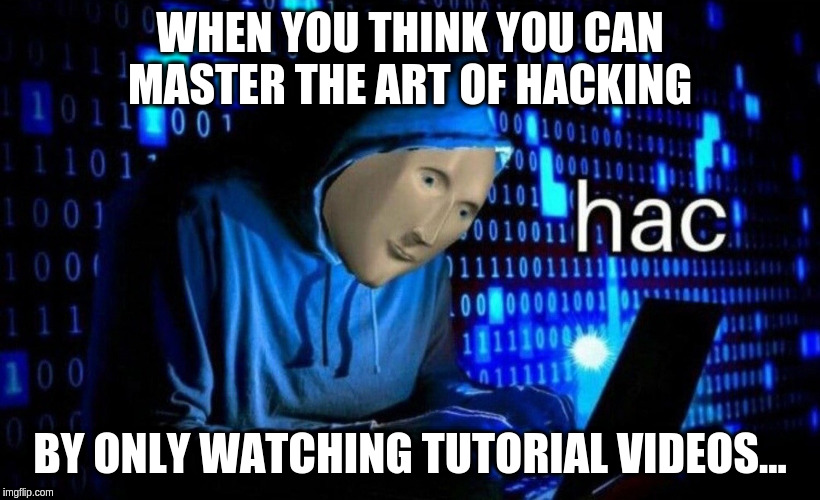 WHEN YOU THINK YOU CAN
MASTER THE ART OF HACKING
hac
BY ONLY WATCHING TUTORIAL VIDEOS...
imgflip.com